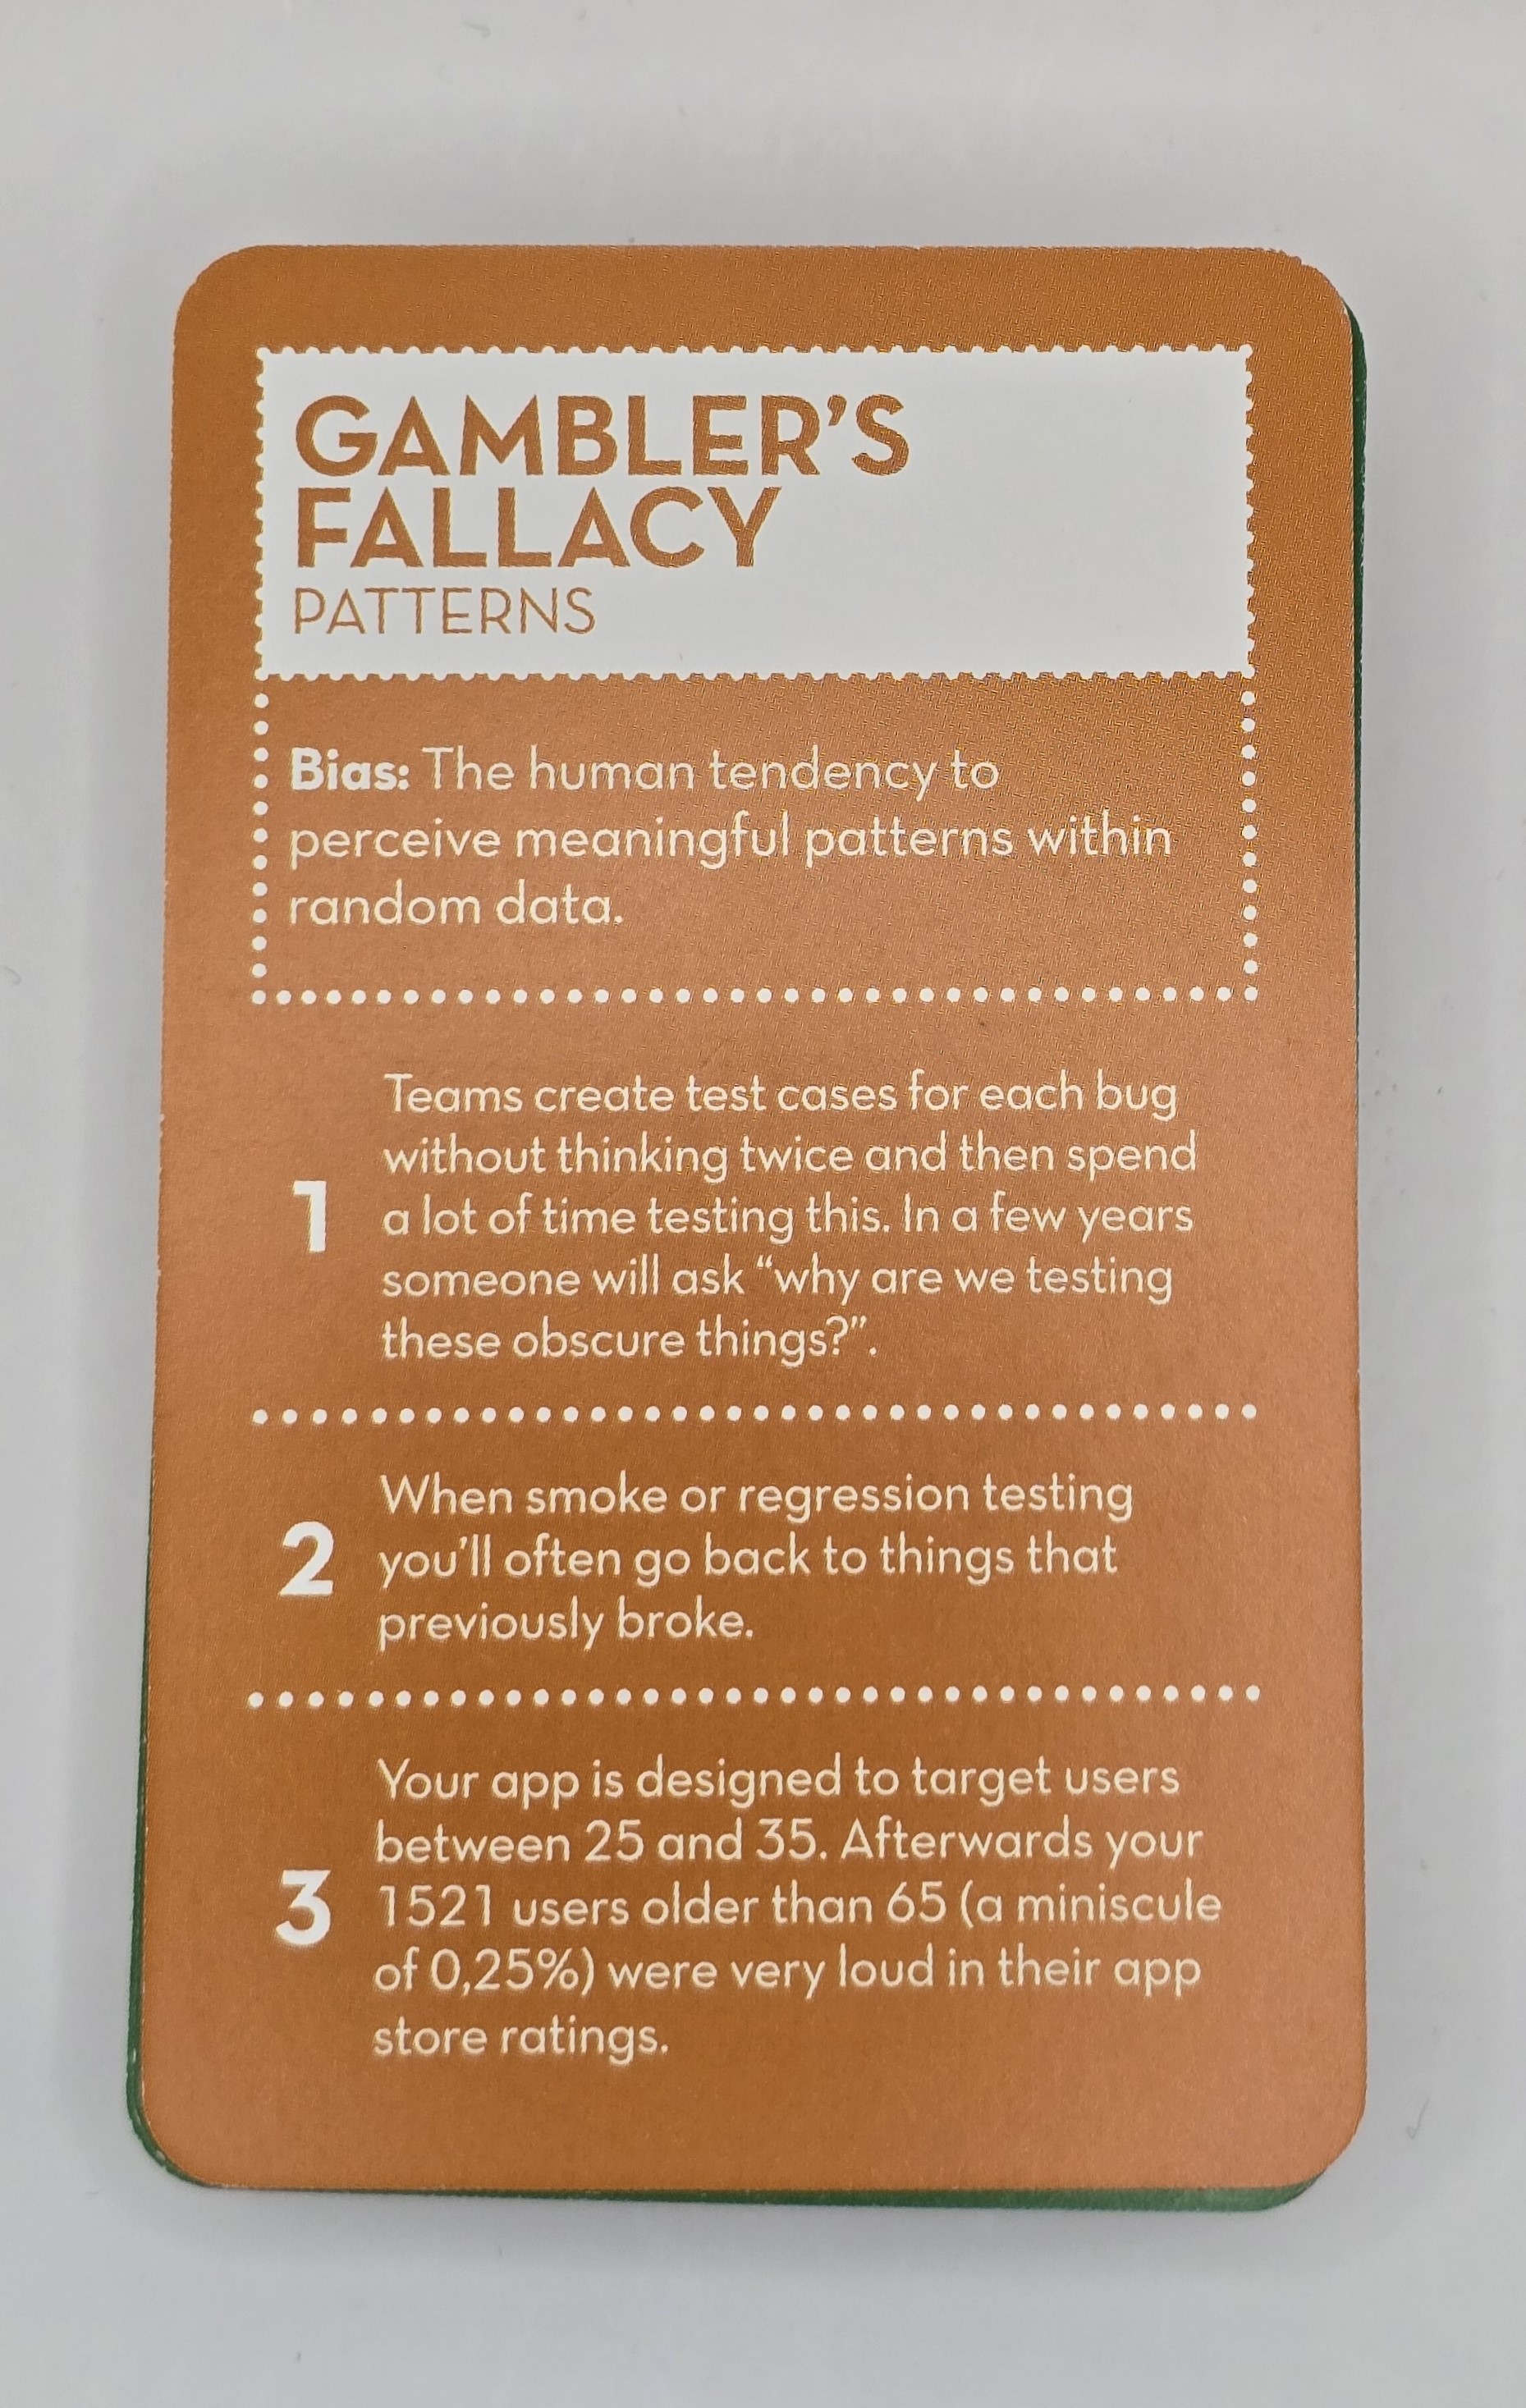 GAMBLER'S
FALLACY
PATTERNS
Bias: The human tendency to
perceive meaningful patterns within
random data.
1
Teams create test cases for each bug
without thinking twice and then spend
a lot of time testing this. In a few years
someone will ask “why are we testing
these obscure things?”.
2
When smoke or regression testing
you'll often go back to things that
previously broke.
3
Your app is designed to target users
between 25 and 35. Afterwards your
1521 users older than 65 (a miniscule
of 0,25%) were very loud in their app
store ratings.